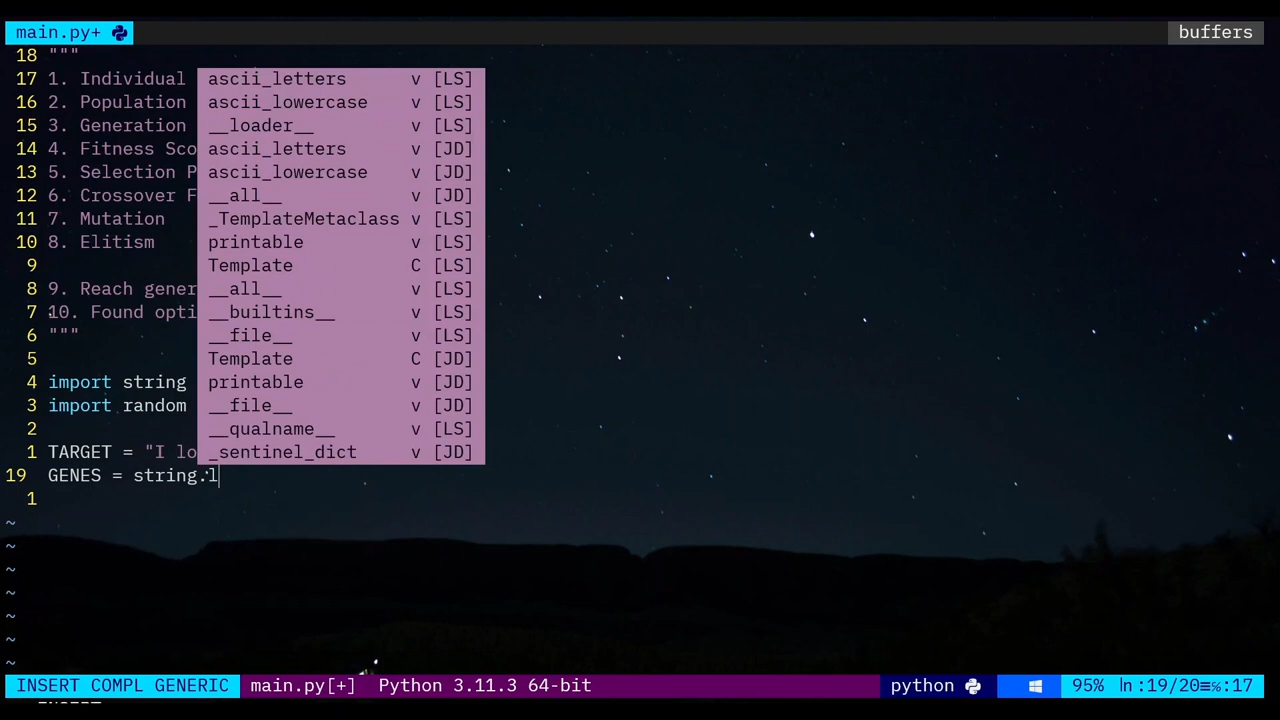 main.py+ buffers
18 """
17 1. Individual ascii_letters v [LS]
16 2. Population ascii_lowercase v [LS]
15 3. Generation __loader__ v [LS]
14 4. Fitness Sco ascii_letters v [JD]
13 5. Selection P ascii_lowercase v [JD]
12 6. Crossover F __all__ v [JD]
11 7. Mutation _TemplateMetaclass v [LS]
10 8. Elitism printable v [LS]
9 Template C [LS]
8 9. Reach gener __all__ v [LS]
7 10. Found opti __builtins__ v [LS]
6 """ __file__ v [LS]
5 Template C [JD]
4 import string printable v [JD]
3 import random __file__ v [JD]
2 __qualname__ v [LS]
1 TARGET = "I lo _sentinel_dict v [JD]
19 GENES = string.l
1
~
~
~
~
~
~
~
INSERT COMPL GENERIC main.py[+] Python 3.11.3 64-bit python 95% ln:19/20≡℅:17